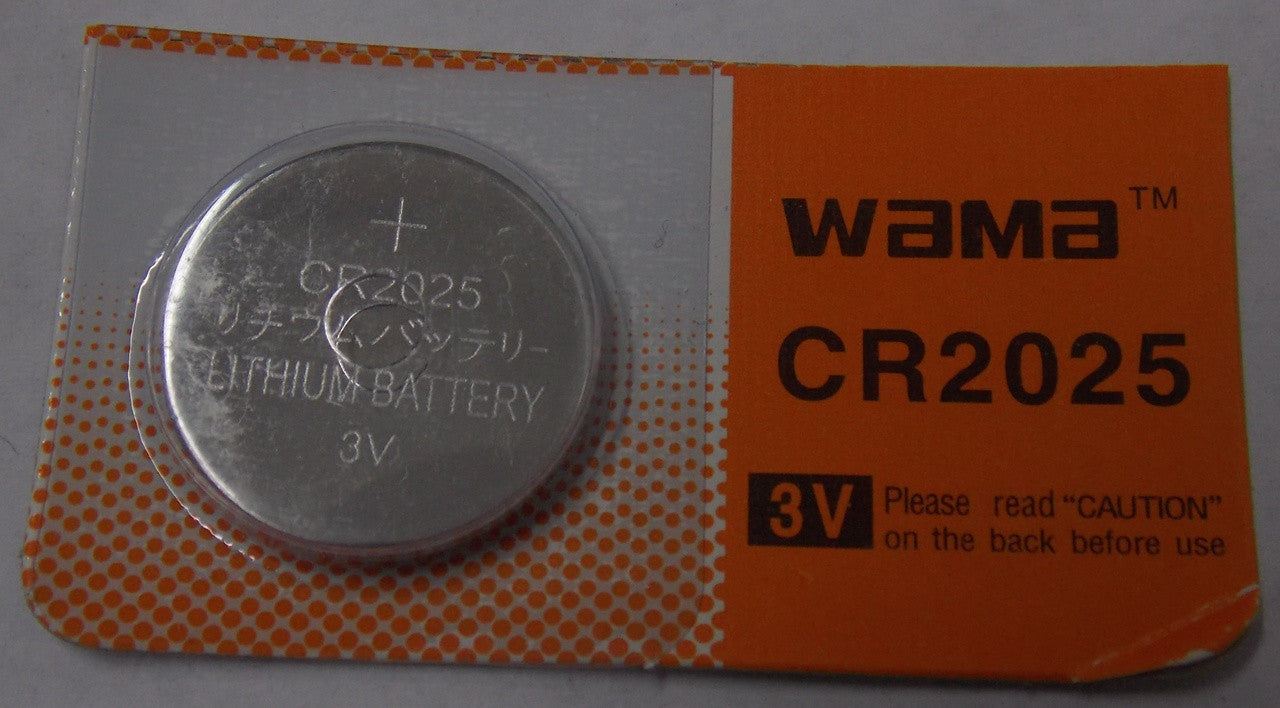 +
CR2025
リチウムバッテリー
LITHIUM BATTERY
3V
wama™
CR2025
3V
Please read "CAUTION"
on the back before use